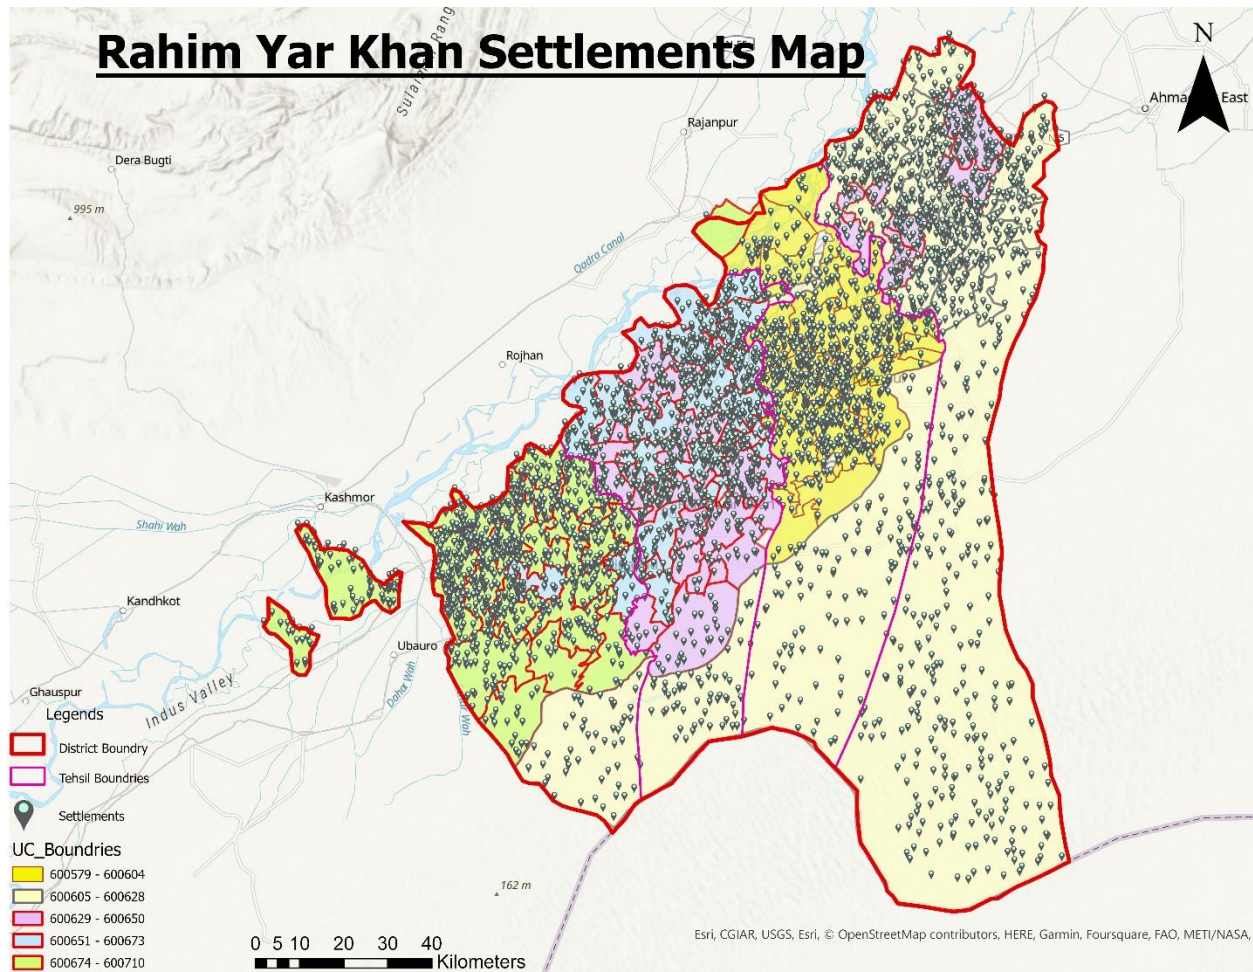 Rahim Yar Khan Settlements Map
N
Rajanpur
East
Dera Bugti
995 m
Qadra Canal
Rojhan
Kashmor
Shahi Wah
Kandhkot
Ubauro
Daha Wah
Wah
Ghauspur
Indus Valley
Legends
District Boundry
Tehsil Boundries
Settlements
UC_Boundries
600579 - 600604
600605 - 600628
600629 - 600650
600651 - 600673
600674 - 600710
162 m
0 5 10 20 30 40
Kilometers
Esri, CGIAR, USGS, Esri, © OpenStreetMap contributors, HERE, Garmin, Foursquare, FAO, METI/NASA,